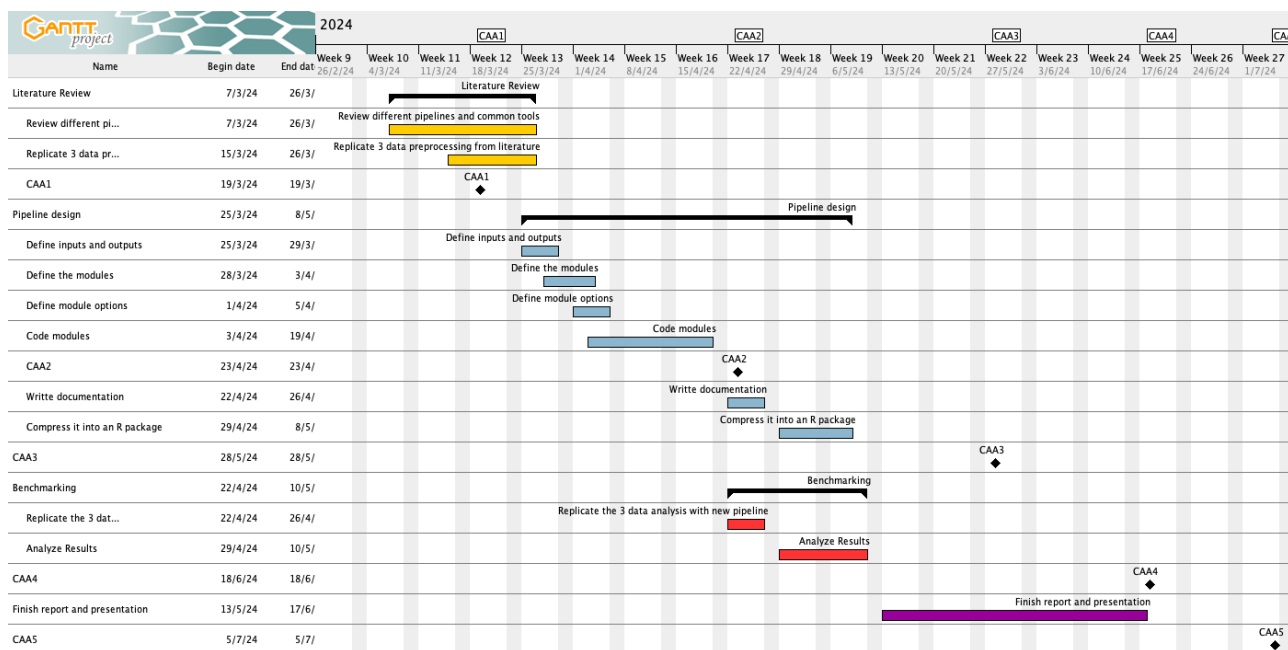 GANTT
project
2024
CAA1 CAA2 CAA3 CAA4 CA
Name Begin date End dat
Week 9 Week 10 Week 11 Week 12 Week 13 Week 14 Week 15 Week 16 Week 17 Week 18 Week 19 Week 20 Week 21 Week 22 Week 23 Week 24 Week 25 Week 26 Week 27
26/2/24 4/3/24 11/3/24 18/3/24 25/3/24 1/4/24 8/4/24 15/4/24 22/4/24 29/4/24 6/5/24 13/5/24 20/5/24 27/5/24 3/6/24 10/6/24 17/6/24 24/6/24 1/7/24
Literature Review 7/3/24 26/3/ Literature Review
Review different pi... 7/3/24 26/3/ Review different pipelines and common tools
Replicate 3 data pr... 15/3/24 26/3/ Replicate 3 data preprocessing from literature
CAA1 19/3/24 19/3/ CAA1
Pipeline design 25/3/24 8/5/ Pipeline design
Define inputs and outputs 25/3/24 29/3/ Define inputs and outputs
Define the modules 28/3/24 3/4/ Define the modules
Define module options 1/4/24 5/4/ Define module options
Code modules 3/4/24 19/4/ Code modules
CAA2 23/4/24 23/4/ CAA2
Writte documentation 22/4/24 26/4/ Writte documentation
Compress it into an R package 29/4/24 8/5/ Compress it into an R package
CAA3 28/5/24 28/5/ CAA3
Benchmarking 22/4/24 10/5/ Benchmarking
Replicate the 3 dat... 22/4/24 26/4/ Replicate the 3 data analysis with new pipeline
Analyze Results 29/4/24 10/5/ Analyze Results
CAA4 18/6/24 18/6/ CAA4
Finish report and presentation 13/5/24 17/6/ Finish report and presentation
CAA5 5/7/24 5/7/ CAA5